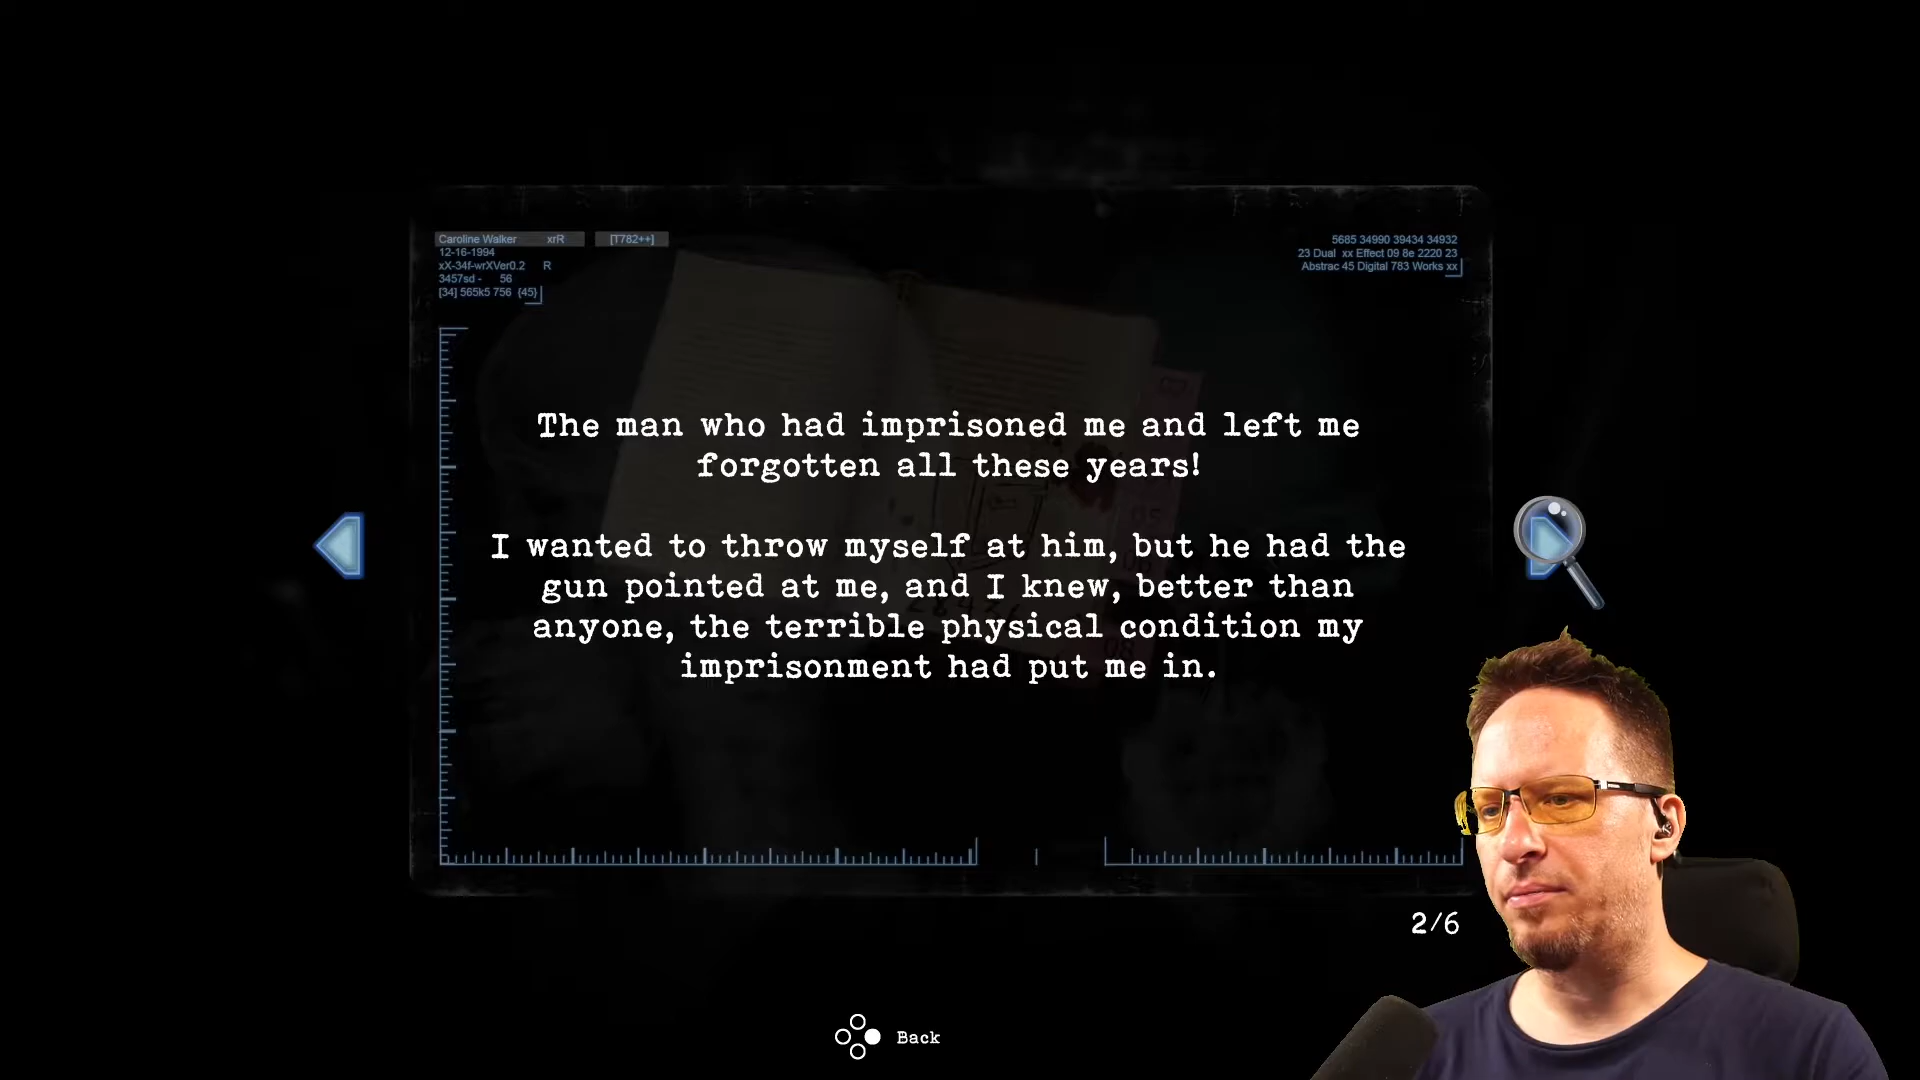 Caroline Walker xrR [T782++]
12-16-1994
xX-34f-wrXVer0.2 R
3457sd - 56
[34] 565k5 756 {45}
5685 34990 39434 34932
23 Dual xx Effect 09 8e 2220 23
Abstrac 45 Digital 783 Works xx
The man who had imprisoned me and left me
forgotten all these years!
I wanted to throw myself at him, but he had the
gun pointed at me, and I knew, better than
anyone, the terrible physical condition my
imprisonment had put me in.
2/6
Back